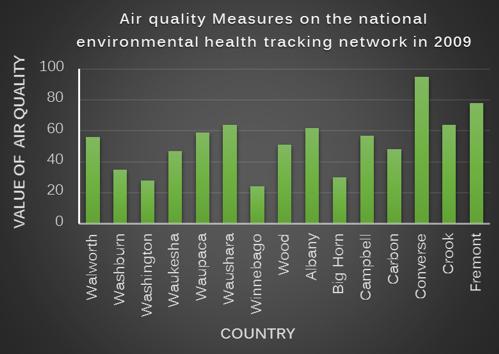 Air quality Measures on the national
environmental health tracking network in 2009
VALUE OF AIR QUALITY
100
80
60
40
20
0
Walworth
Washburn
Washington
Waukesha
Waupaca
Waushara
Winnebago
Wood
Albany
Big Horn
Campbell
Carbon
Converse
Crook
Fremont
COUNTRY